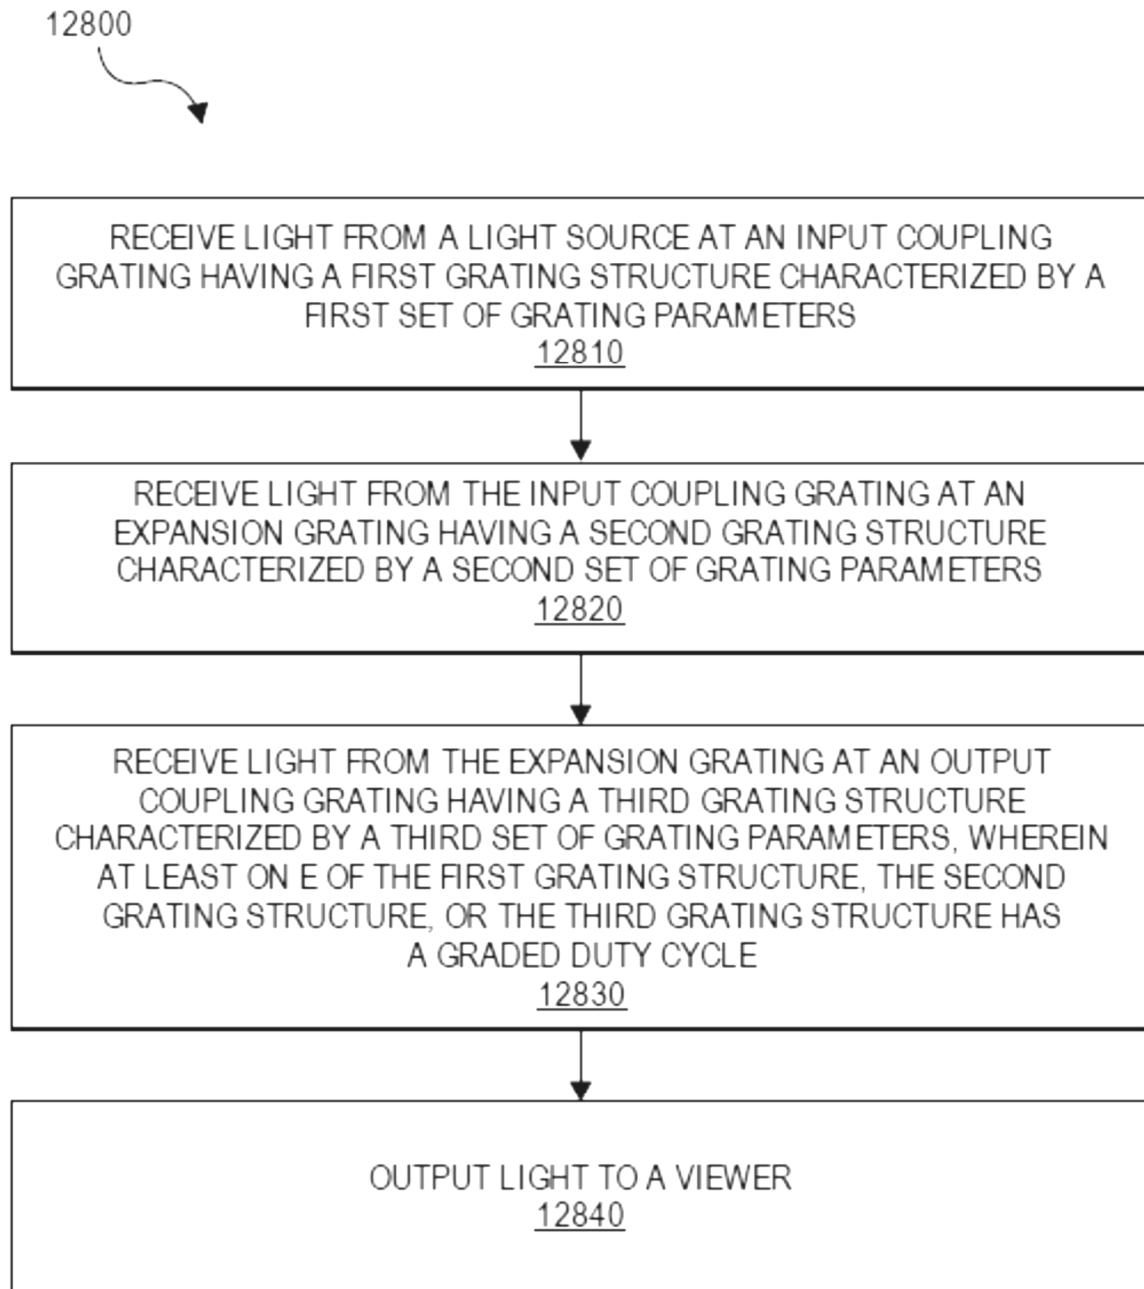 12800
RECEIVE LIGHT FROM A LIGHT SOURCE AT AN INPUT COUPLING
GRATING HAVING A FIRST GRATING STRUCTURE CHARACTERIZED BY A
FIRST SET OF GRATING PARAMETERS
12810
RECEIVE LIGHT FROM THE INPUT COUPLING GRATING AT AN
EXPANSION GRATING HAVING A SECOND GRATING STRUCTURE
CHARACTERIZED BY A SECOND SET OF GRATING PARAMETERS
12820
RECEIVE LIGHT FROM THE EXPANSION GRATING AT AN OUTPUT
COUPLING GRATING HAVING A THIRD GRATING STRUCTURE
CHARACTERIZED BY A THIRD SET OF GRATING PARAMETERS, WHEREIN
AT LEAST ON E OF THE FIRST GRATING STRUCTURE, THE SECOND
GRATING STRUCTURE, OR THE THIRD GRATING STRUCTURE HAS
A GRADED DUTY CYCLE
12830
OUTPUT LIGHT TO A VIEWER
12840